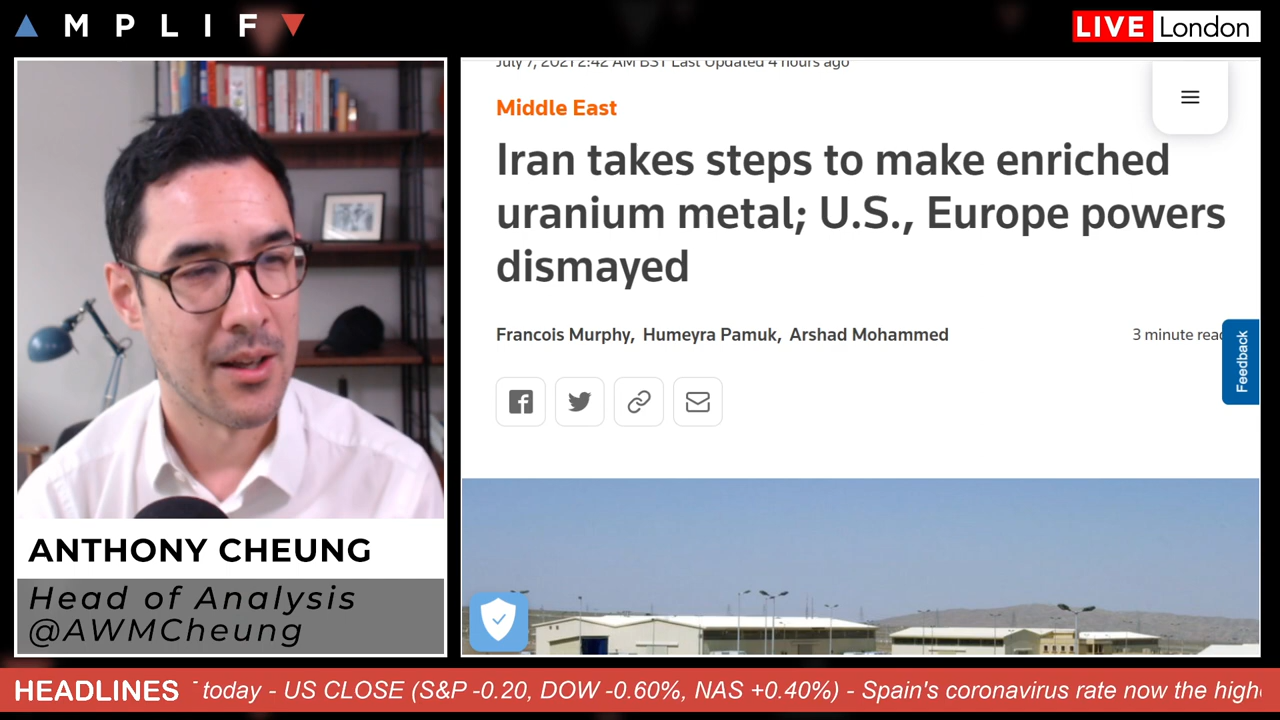 AMPLIFY
LIVE London
July 7, 2021 2:42 AM BST Last Updated 4 hours ago
Middle East
Iran takes steps to make enriched
uranium metal; U.S., Europe powers
dismayed
Francois Murphy, Humeyra Pamuk, Arshad Mohammed
3 minute read
Feedback
ANTHONY CHEUNG
Head of Analysis
@AWMCheung
HEADLINES today - US CLOSE (S&P -0.20, DOW -0.60%, NAS +0.40%) - Spain's coronavirus rate now the high